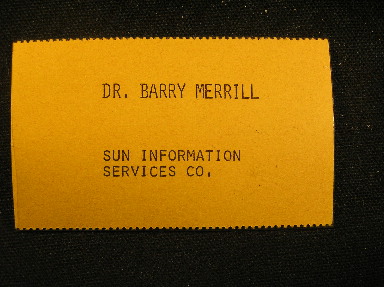 DR. BARRY MERRILL
SUN INFORMATION
SERVICES CO.